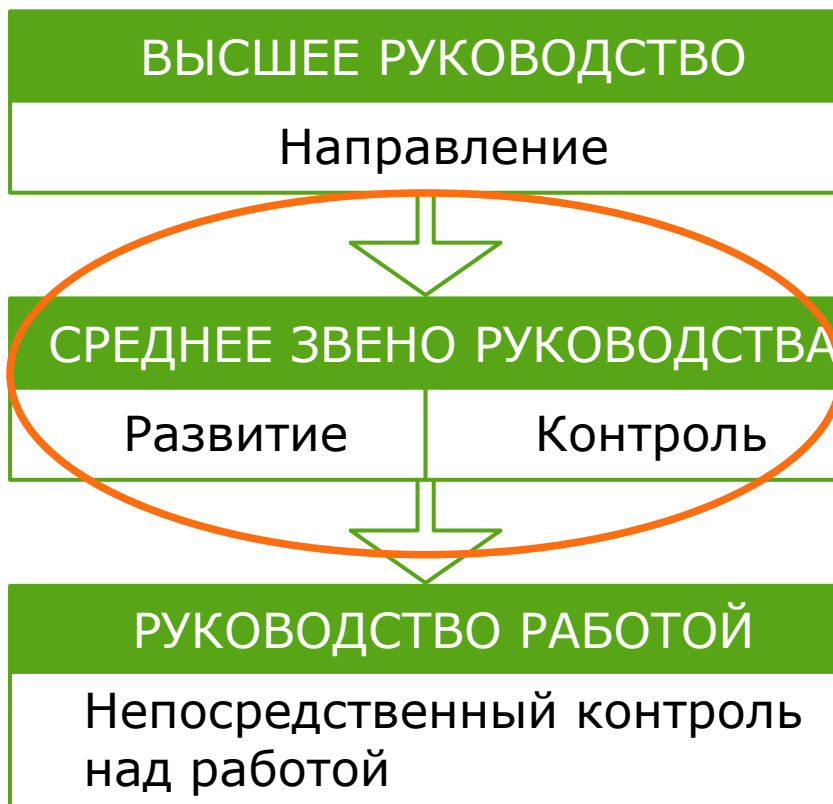 ВЫСШЕЕ РУКОВОДСТВО
Направление
СРЕДНЕЕ ЗВЕНО РУКОВОДСТВА
Развитие Контроль
РУКОВОДСТВО РАБОТОЙ
Непосредственный контроль
над работой